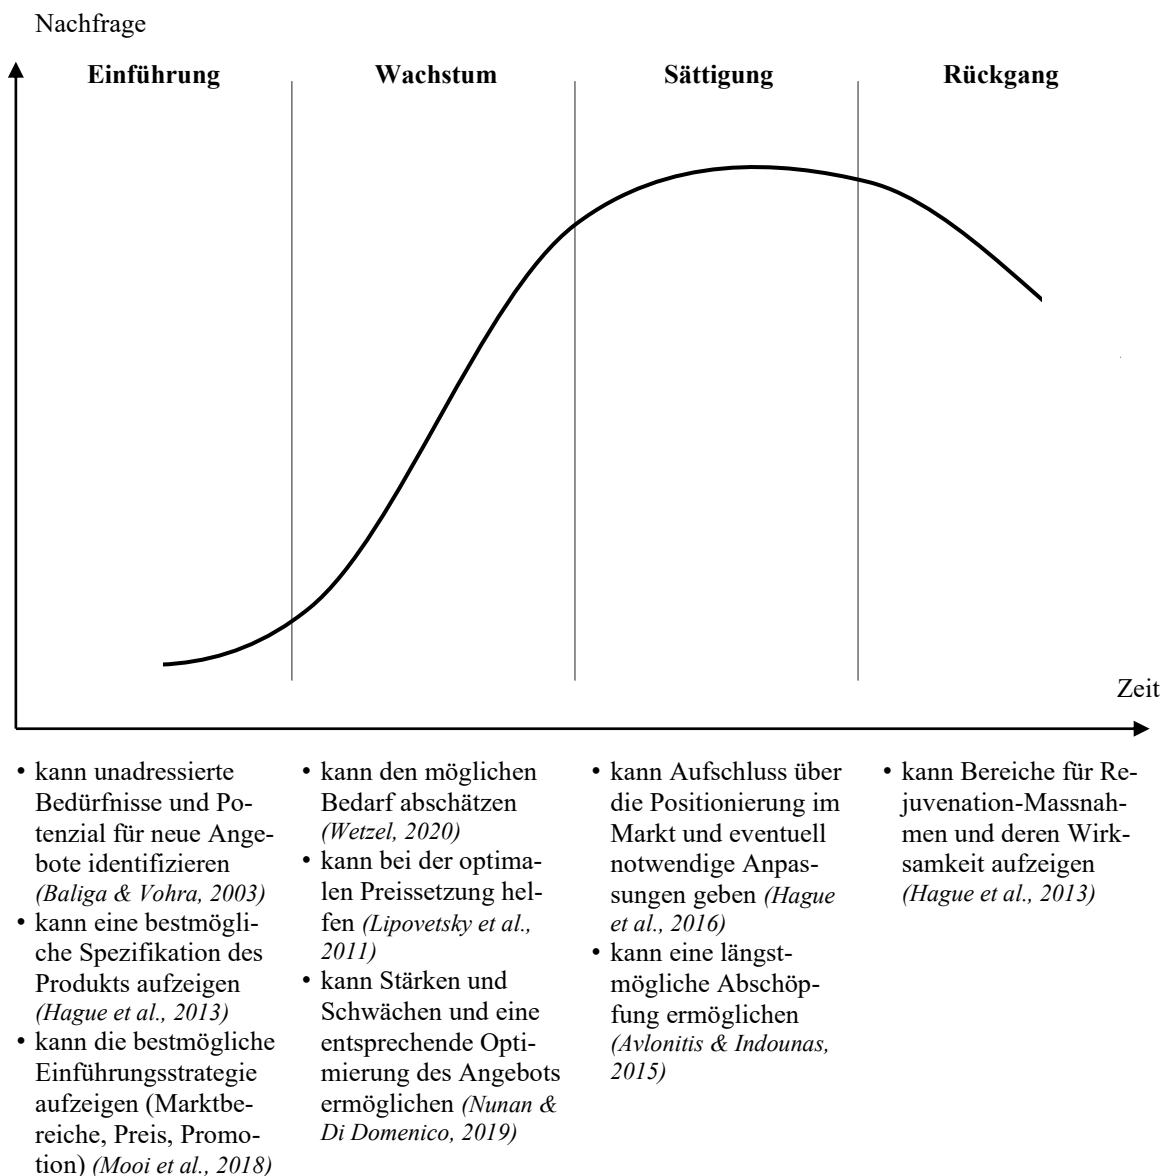 Nachfrage
Einführung
Wachstum
Sättigung
Rückgang
Zeit
• kann unadressierte
Bedürfnisse und Po-
tenzial für neue Ange-
bote identifizieren
(Baliga & Vohra, 2003)
• kann eine bestmögli-
che Spezifikation des
Produkts aufzeigen
(Hague et al., 2013)
• kann die bestmögliche
Einführungsstrategie
aufzeigen (Marktbe-
reiche, Preis, Promo-
tion) (Mooi et al., 2018)
• kann den möglichen
Bedarf abschätzen
(Wetzel, 2020)
• kann bei der optima-
len Preissetzung hel-
fen (Lipovetsky et al.,
2011)
• kann Stärken und
Schwächen und eine
entsprechende Opti-
mierung des Angebots
ermöglichen (Nunan &
Di Domenico, 2019)
• kann Aufschluss über
die Positionierung im
Markt und eventuell
notwendige Anpas-
sungen geben (Hague
et al., 2016)
• kann eine längst-
mögliche Abschöp-
fung ermöglichen
(Avlonitis & Indounas,
2015)
• kann Bereiche für Re-
juvenation-Massnah-
men und deren Wirk-
samkeit aufzeigen
(Hague et al., 2013)